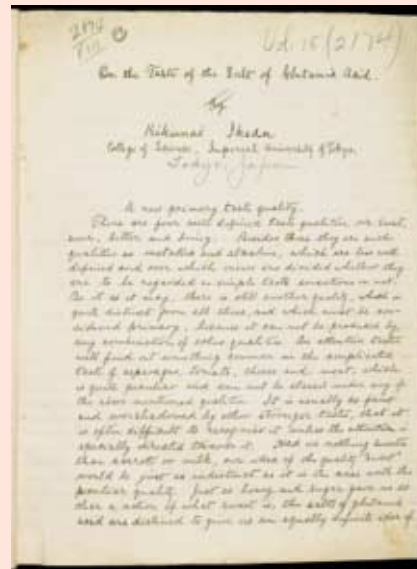 2174
Vol. 15 (2174)
On the Taste of the Salt of Glutamic Acid.
by
Kikunae Ikeda
College of Science, Imperial University of Tokyo,
Tokyo Japan
A new primary taste quality.
There are four well defined taste qualities viz sweet,
sour, bitter and briny. Besides these there are such
qualities as metallic and alkaline, which are less well
defined and over which views are divided whether they
are to be regarded as simple taste sensations or not.
Be it as it may, there is still another quality, which is
quite distinct from all these, and which must be con-
sidered primary, because it can not be produced by
any combination of other qualities. An attentive taster
will find out something common in the complicated
taste of asparagus, tomato, cheese and meat, which
is quite peculiar and can not be classed under any of
the above mentioned qualities. It is usually so faint
and overshadowed by other stronger tastes, that it
is often difficult to recognise it unless the attention is
specially directed towards it. Had we nothing sweeter
than carrots or milk, our idea of the quality "sweet"
would be just as indistinct as it is the case with the
peculiar quality. Just as honey and sugar gave us so
clear a notion of what sweet is, the salts of glutamic
acid are destined to give us an equally definite idea of